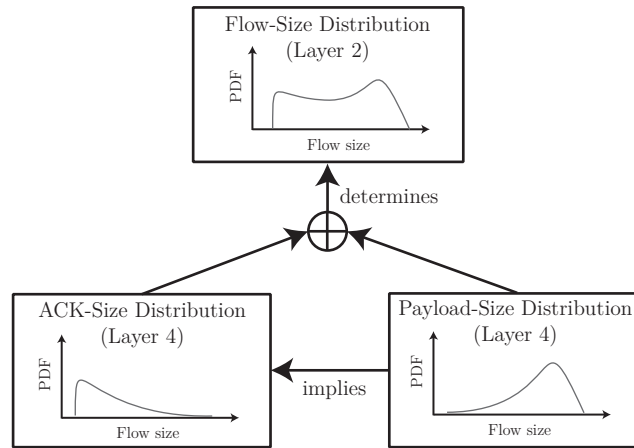 Flow-Size Distribution
(Layer 2)
PDF
Flow size
determines
ACK-Size Distribution
(Layer 4)
PDF
Flow size
implies
Payload-Size Distribution
(Layer 4)
PDF
Flow size